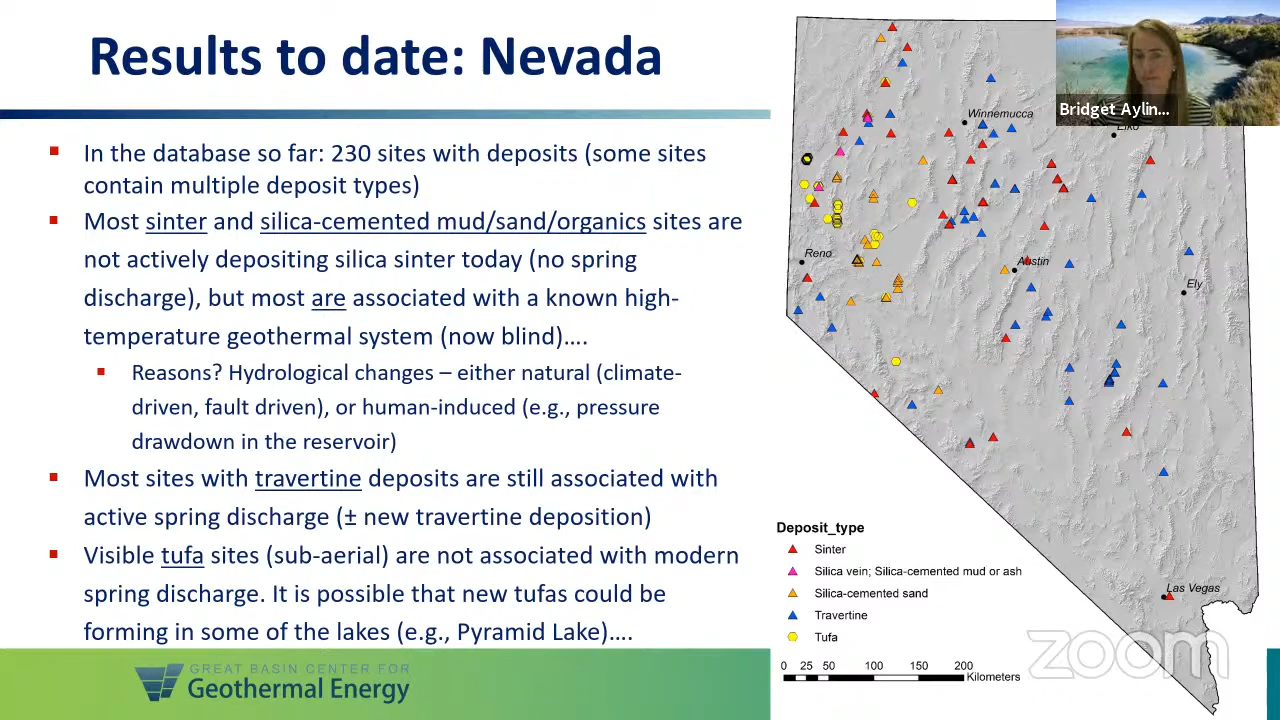 Results to date: Nevada
▪ In the database so far: 230 sites with deposits (some sites
contain multiple deposit types)
▪ Most sinter and silica-cemented mud/sand/organics sites are
not actively depositing silica sinter today (no spring
discharge), but most are associated with a known high-
temperature geothermal system (now blind)....
▪ Reasons? Hydrological changes – either natural (climate-
driven, fault driven), or human-induced (e.g., pressure
drawdown in the reservoir)
▪ Most sites with travertine deposits are still associated with
active spring discharge (± new travertine deposition)
▪ Visible tufa sites (sub-aerial) are not associated with modern
spring discharge. It is possible that new tufas could be
forming in some of the lakes (e.g., Pyramid Lake)....
GREAT BASIN CENTER FOR
Geothermal Energy
Bridget Aylin...
Winnemucca
Elko
Reno
Austin
Ely
Las Vegas
Deposit_type
Sinter
Silica vein; Silica-cemented mud or ash
Silica-cemented sand
Travertine
Tufa
0 25 50 100 150 200
Kilometers
zoom